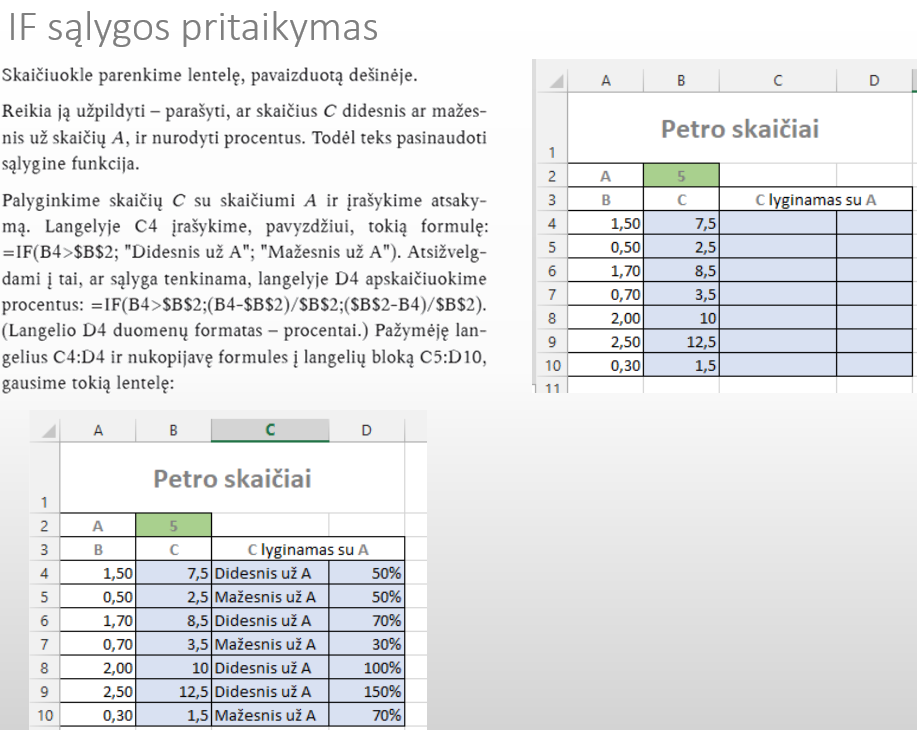 IF sąlygos pritaikymas
Skaičiuokle parenkime lentelę, pavaizduotą dešinėje.
Reikia ją užpildyti – parašyti, ar skaičius C didesnis ar mažes-
nis už skaičių A, ir nurodyti procentus. Todėl teks pasinaudoti
sąlygine funkcija.
Palyginkime skaičių C su skaičiumi A ir įrašykime atsaky-
mą. Langelyje C4 įrašykime, pavyzdžiui, tokią formulę:
=IF(B4>$B$2; "Didesnis už A"; "Mažesnis už A"). Atsižvelg-
dami į tai, ar sąlyga tenkinama, langelyje D4 apskaičiuokime
procentus: =IF(B4>$B$2;(B4-$B$2)/$B$2;($B$2-B4)/$B$2).
(Langelio D4 duomenų formatas – procentai.) Pažymėję lan-
gelius C4:D4 ir nukopijavę formules į langelių bloką C5:D10,
gausime tokią lentelę:
A B C D
1 Petro skaičiai
2 A 5
3 B C C lyginamas su A
4 1,50 7,5
5 0,50 2,5
6 1,70 8,5
7 0,70 3,5
8 2,00 10
9 2,50 12,5
10 0,30 1,5
11
A B C D
1 Petro skaičiai
2 A 5
3 B C C lyginamas su A
4 1,50 7,5 Didesnis už A 50%
5 0,50 2,5 Mažesnis už A 50%
6 1,70 8,5 Didesnis už A 70%
7 0,70 3,5 Mažesnis už A 30%
8 2,00 10 Didesnis už A 100%
9 2,50 12,5 Didesnis už A 150%
10 0,30 1,5 Mažesnis už A 70%